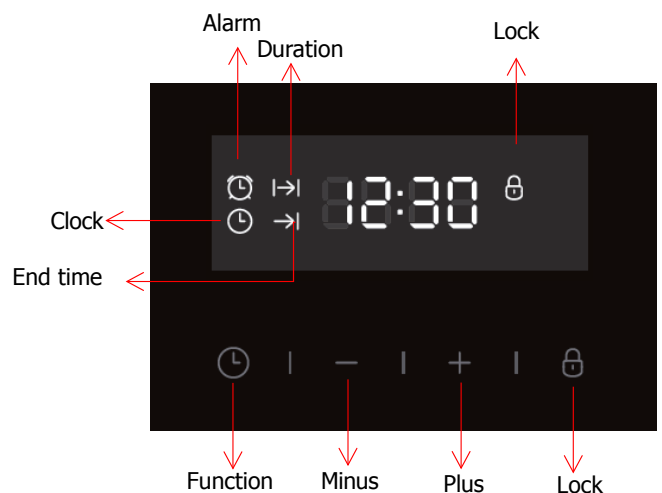 Alarm
Duration
Lock
12:30
Clock
End time
Function
Minus
Plus
Lock